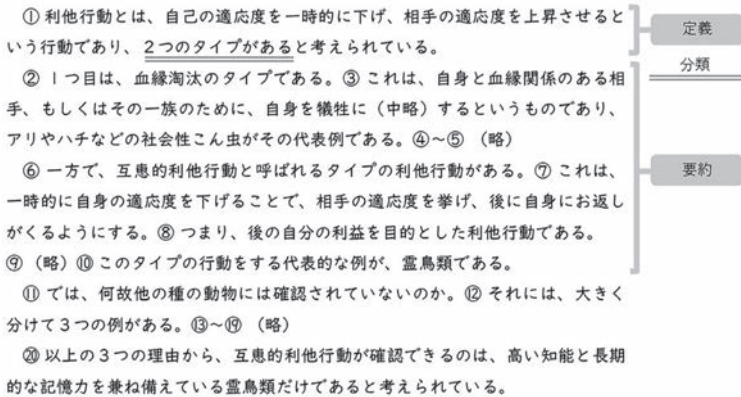 ① 利他行動とは、自己の適応度を一時的に下げ、相手の適応度を上昇させると
いう行動であり、2つのタイプがあると考えられている。
定義
分類
② 1つ目は、血縁淘汰のタイプである。③ これは、自身と血縁関係のある相
手、もしくはその一族のために、自身を犠牲に（中略）するというものであり、
アリやハチなどの社会性こん虫がその代表例である。④～⑤ （略）
⑥ 一方で、互恵的利他行動と呼ばれるタイプの利他行動がある。⑦ これは、
一時的に自身の適応度を下げることで、相手の適応度を挙げ、後に自身にお返し
がくるようにする。⑧ つまり、後の自分の利益を目的とした利他行動である。
⑨ （略）⑩ このタイプの行動をする代表的な例が、霊鳥類である。
要約
⑪ では、何故他の種の動物には確認されていないのか。⑫ それには、大きく
分けて3つの例がある。⑬～⑲ （略）
⑳ 以上の3つの理由から、互恵的利他行動が確認できるのは、高い知能と長期
的な記憶力を兼ね備えている霊鳥類だけであると考えられている。